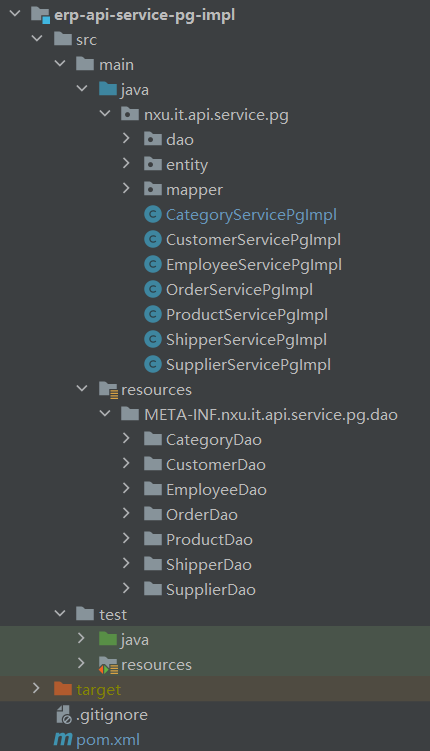 erp-api-service-pg-impl
src
main
java
nxu.it.api.service.pg
dao
entity
mapper
CategoryServicePgImpl
CustomerServicePgImpl
EmployeeServicePgImpl
OrderServicePgImpl
ProductServicePgImpl
ShipperServicePgImpl
SupplierServicePgImpl
resources
META-INF.nxu.it.api.service.pg.dao
CategoryDao
CustomerDao
EmployeeDao
OrderDao
ProductDao
ShipperDao
SupplierDao
test
java
resources
target
.gitignore
pom.xml